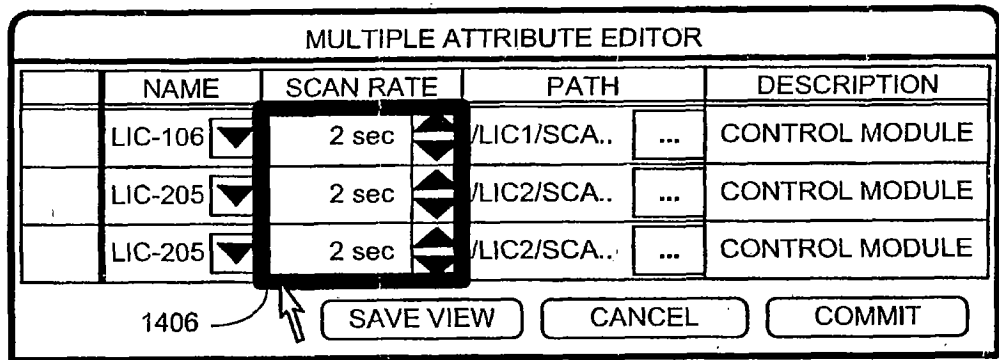 MULTIPLE ATTRIBUTE EDITOR
NAME SCAN RATE PATH DESCRIPTION
LIC-106 2 sec /LIC1/SCA.. ... CONTROL MODULE
LIC-205 2 sec /LIC2/SCA.. ... CONTROL MODULE
LIC-205 2 sec /LIC2/SCA.. ... CONTROL MODULE
1406 SAVE VIEW CANCEL COMMIT